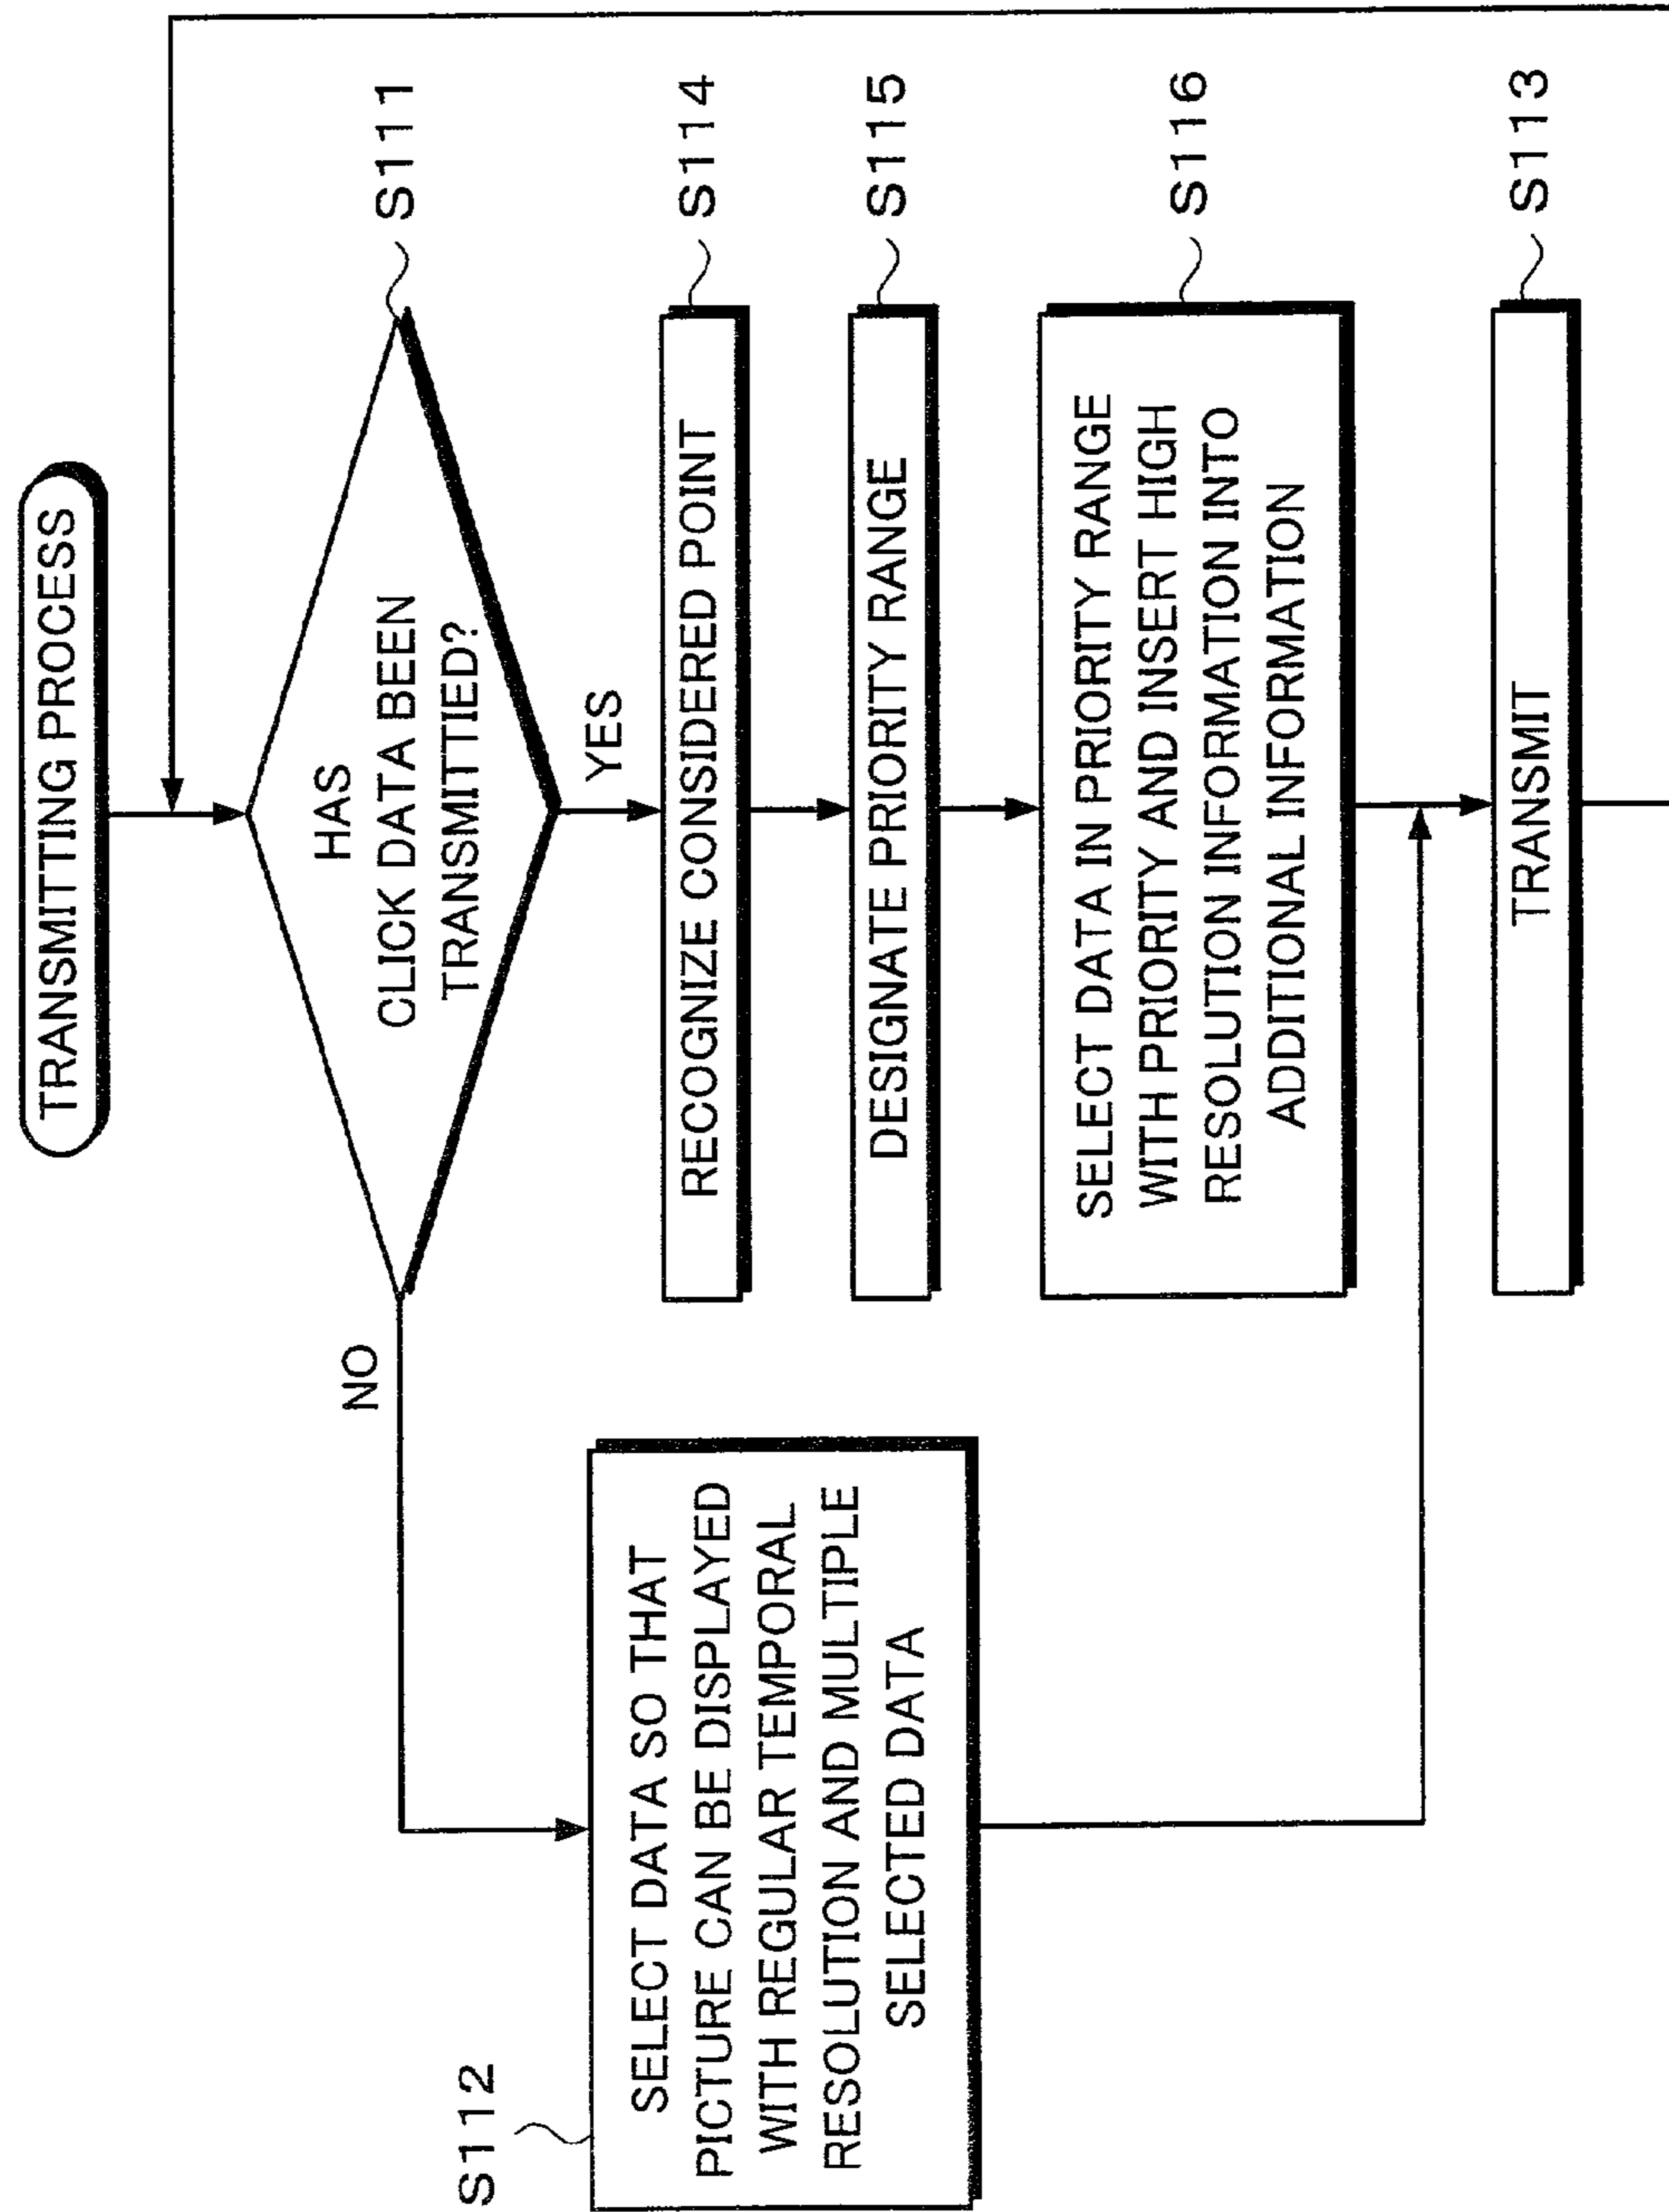 TRANSMITTING PROCESS
HAS
CLICK DATA BEEN
TRANSMITTIED?
S111
NO
YES
S112
SELECT DATA SO THAT
PICTURE CAN BE DISPLAYED
WITH REGULAR TEMPORAL
RESOLUTION AND MULTIPLE
SELECTED DATA
RECOGNIZE CONSIDERED POINT
S114
DESIGNATE PRIORITY RANGE
S115
SELECT DATA IN PRIORITY RANGE
WITH PRIORITY AND INSERT HIGH
RESOLUTION INFORMATION INTO
ADDITIONAL INFORMATION
S116
TRANSMIT
S113